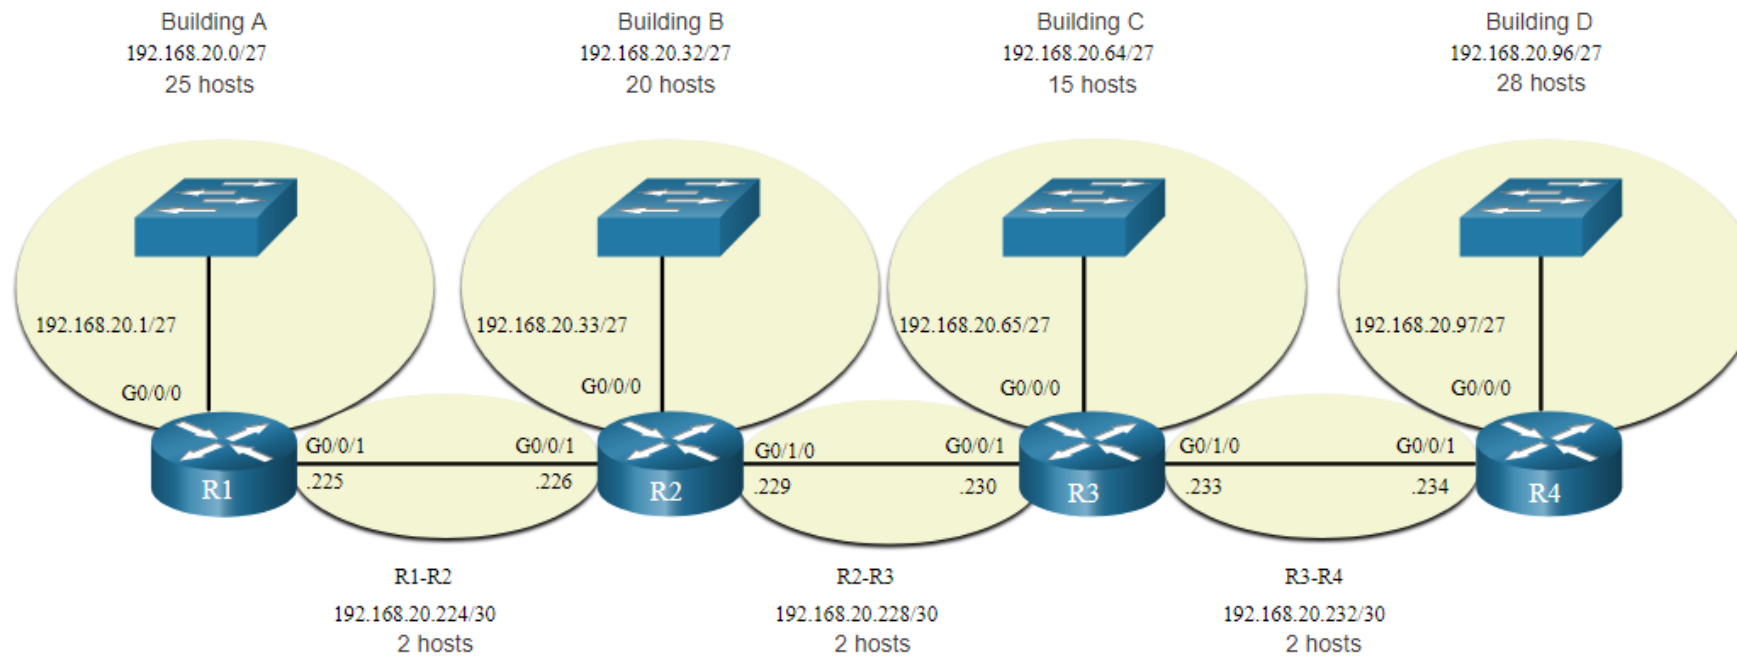 Building A
192.168.20.0/27
25 hosts
Building B
192.168.20.32/27
20 hosts
Building C
192.168.20.64/27
15 hosts
Building D
192.168.20.96/27
28 hosts
192.168.20.1/27
192.168.20.33/27
192.168.20.65/27
192.168.20.97/27
G0/0/0
G0/0/0
G0/0/0
G0/0/0
R1
G0/0/1
.225
G0/0/1
.226
R2
G0/1/0
.229
G0/0/1
.230
R3
G0/1/0
.233
G0/0/1
.234
R4
R1-R2
192.168.20.224/30
2 hosts
R2-R3
192.168.20.228/30
2 hosts
R3-R4
192.168.20.232/30
2 hosts